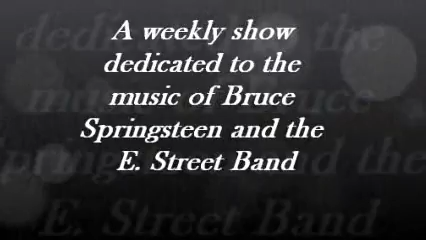 A weekly show
dedicated to the
music of Bruce
Springsteen and the
E. Street Band